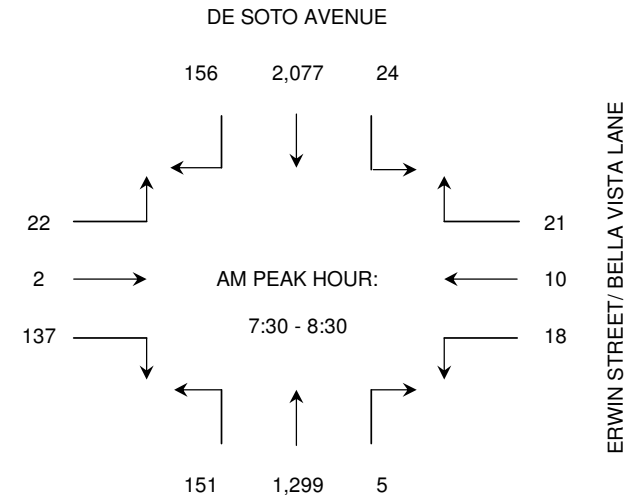 DE SOTO AVENUE
156 2,077 24
22 21
2 AM PEAK HOUR: 10
7:30 - 8:30
137 18
151 1,299 5
ERWIN STREET/ BELLA VISTA LANE